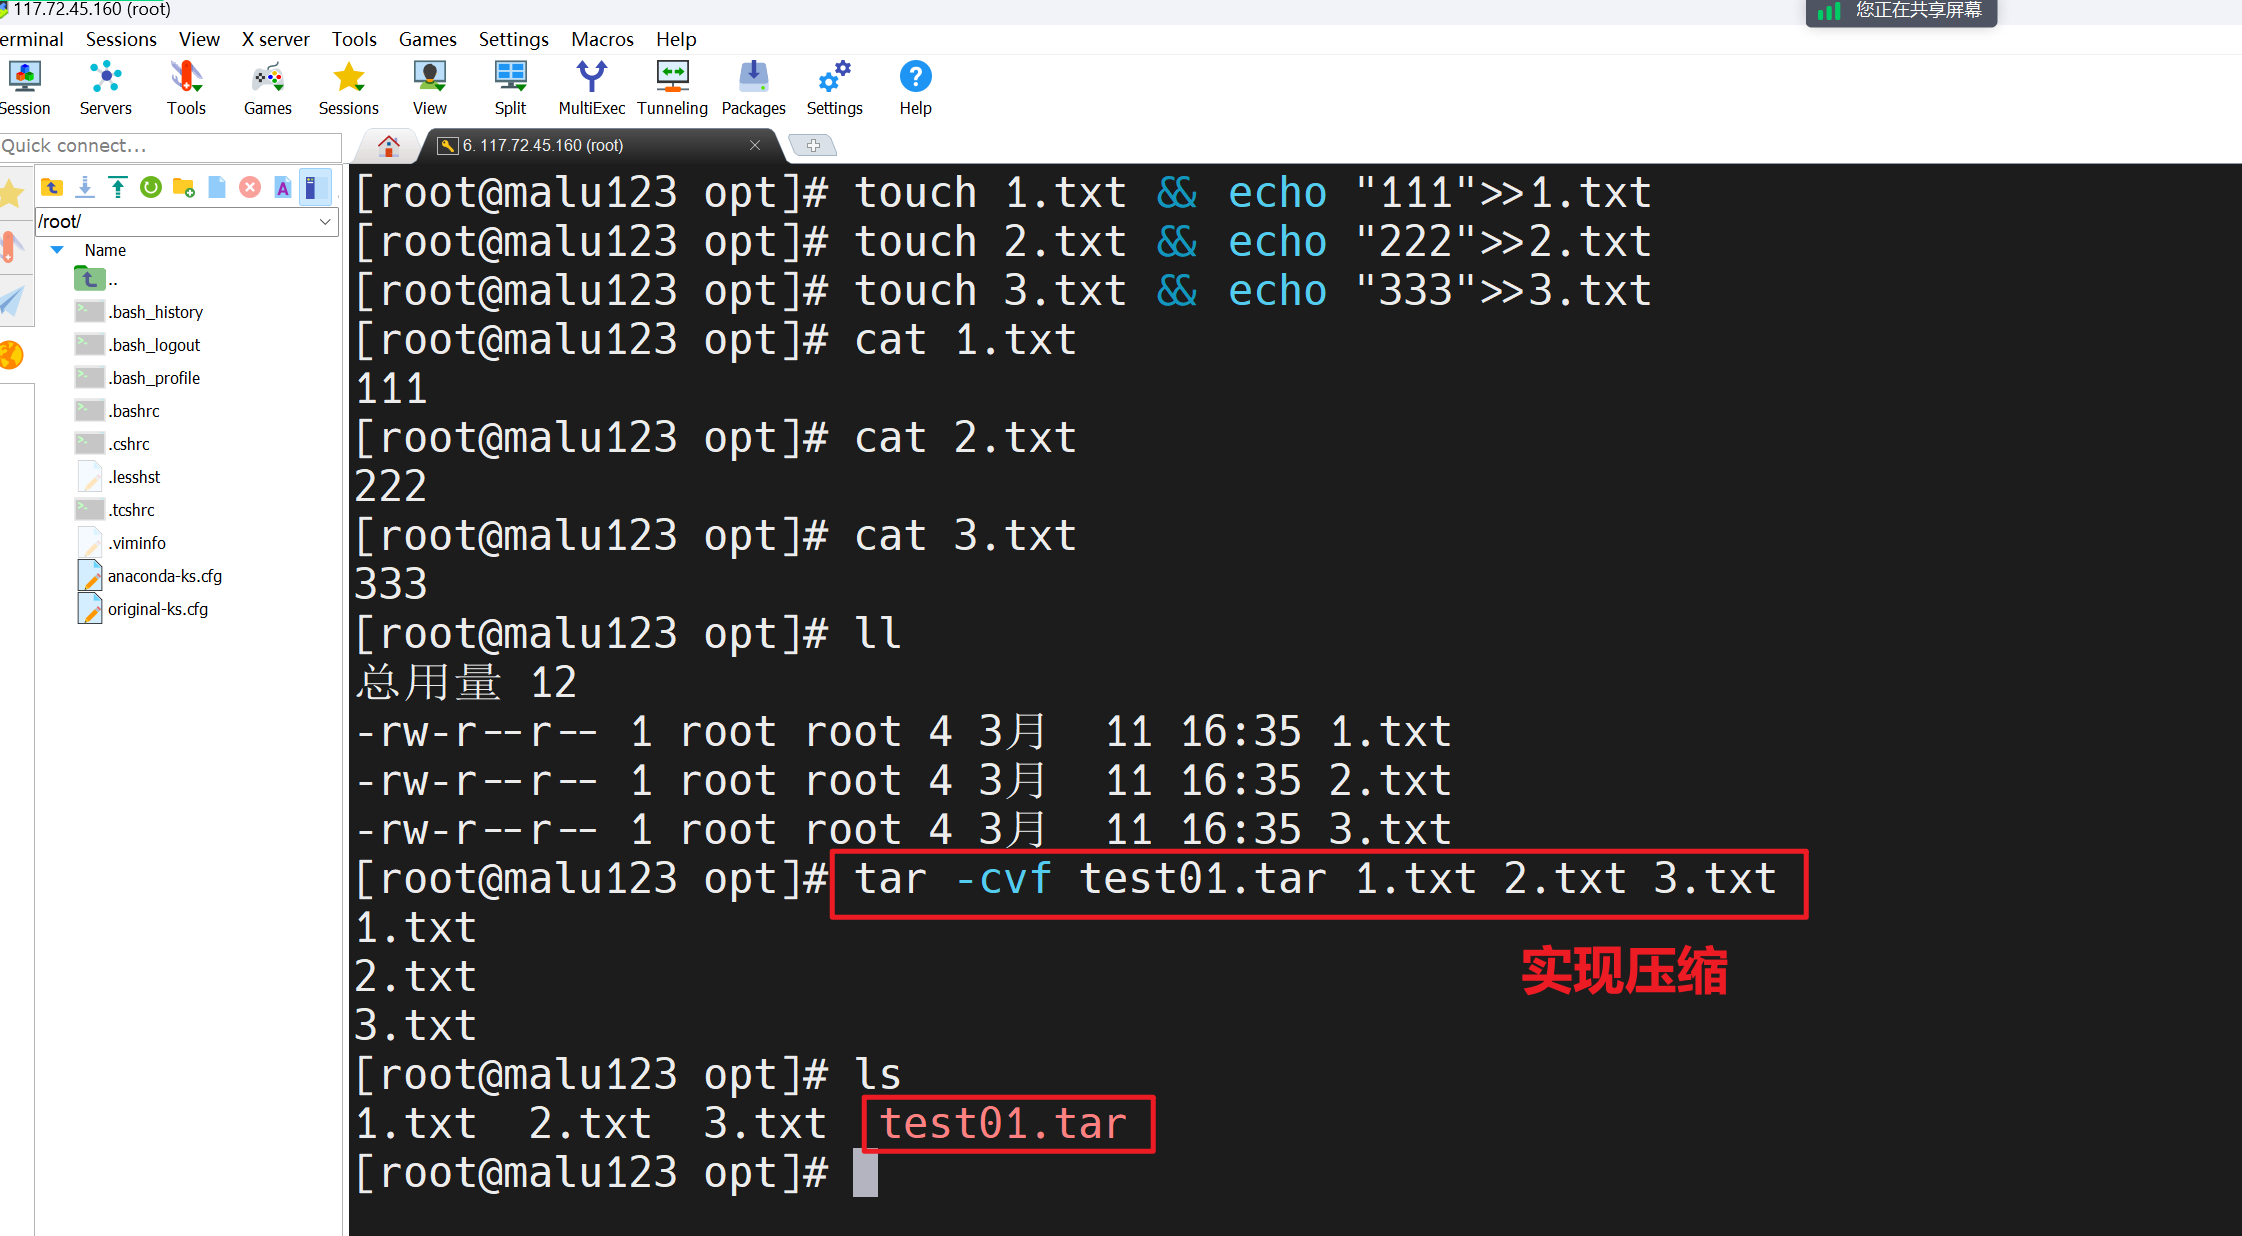 117.72.45.160 (root)
您正在共享屏幕
erminal Sessions View X server Tools Games Settings Macros Help
Session Servers Tools Games Sessions View Split MultiExec Tunneling Packages Settings Help
Quick connect...
6. 117.72.45.160 (root)
/root/
Name
..
.bash_history
.bash_logout
.bash_profile
.bashrc
.cshrc
.lesshst
.tcshrc
.viminfo
anaconda-ks.cfg
original-ks.cfg
[root@malu123 opt]# touch 1.txt && echo "111">>1.txt
[root@malu123 opt]# touch 2.txt && echo "222">>2.txt
[root@malu123 opt]# touch 3.txt && echo "333">>3.txt
[root@malu123 opt]# cat 1.txt
111
[root@malu123 opt]# cat 2.txt
222
[root@malu123 opt]# cat 3.txt
333
[root@malu123 opt]# ll
总用量 12
-rw-r--r-- 1 root root 4 3月  11 16:35 1.txt
-rw-r--r-- 1 root root 4 3月  11 16:35 2.txt
-rw-r--r-- 1 root root 4 3月  11 16:35 3.txt
[root@malu123 opt]# tar -cvf test01.tar 1.txt 2.txt 3.txt
1.txt
实现压缩
2.txt
3.txt
[root@malu123 opt]# ls
1.txt  2.txt  3.txt  test01.tar
[root@malu123 opt]#